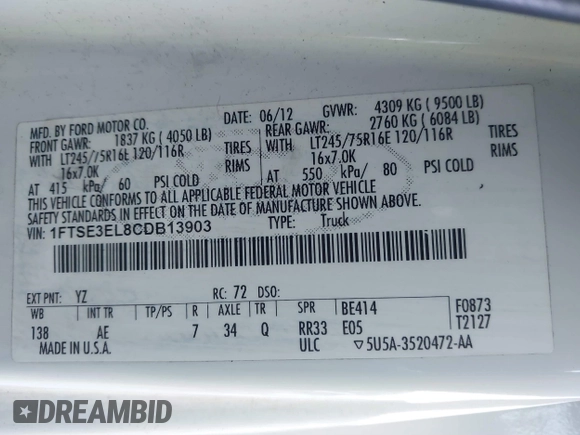 MFD. BY FORD MOTOR CO.
DATE: 06/12
GVWR: 4309 KG ( 9500 LB)
FRONT GAWR: 1837 KG ( 4050 LB)
REAR GAWR: 2760 KG ( 6084 LB)
WITH LT245/75R16E 120/116R TIRES
WITH LT245/75R16E 120/116R TIRES
16x7.0K RIMS
16x7.0K RIMS
AT 415 kPa/ 60 PSI COLD
AT 550 kPa/ 80 PSI COLD
THIS VEHICLE CONFORMS TO ALL APPLICABLE FEDERAL MOTOR VEHICLE
SAFETY STANDARDS IN EFFECT ON THE DATE OF MANUFACTURE SHOWN ABOVE.
VIN: 1FTSE3EL8CDB13903
TYPE: Truck
EXT PNT: YZ RC: 72 DSO:
WB INT TR TP/PS R AXLE TR SPR BE414 F0873
138 AE 7 34 Q RR33 E05 T2127
MADE IN U.S.A. ULC ▽5U5A-3520472-AA
DREAMBID